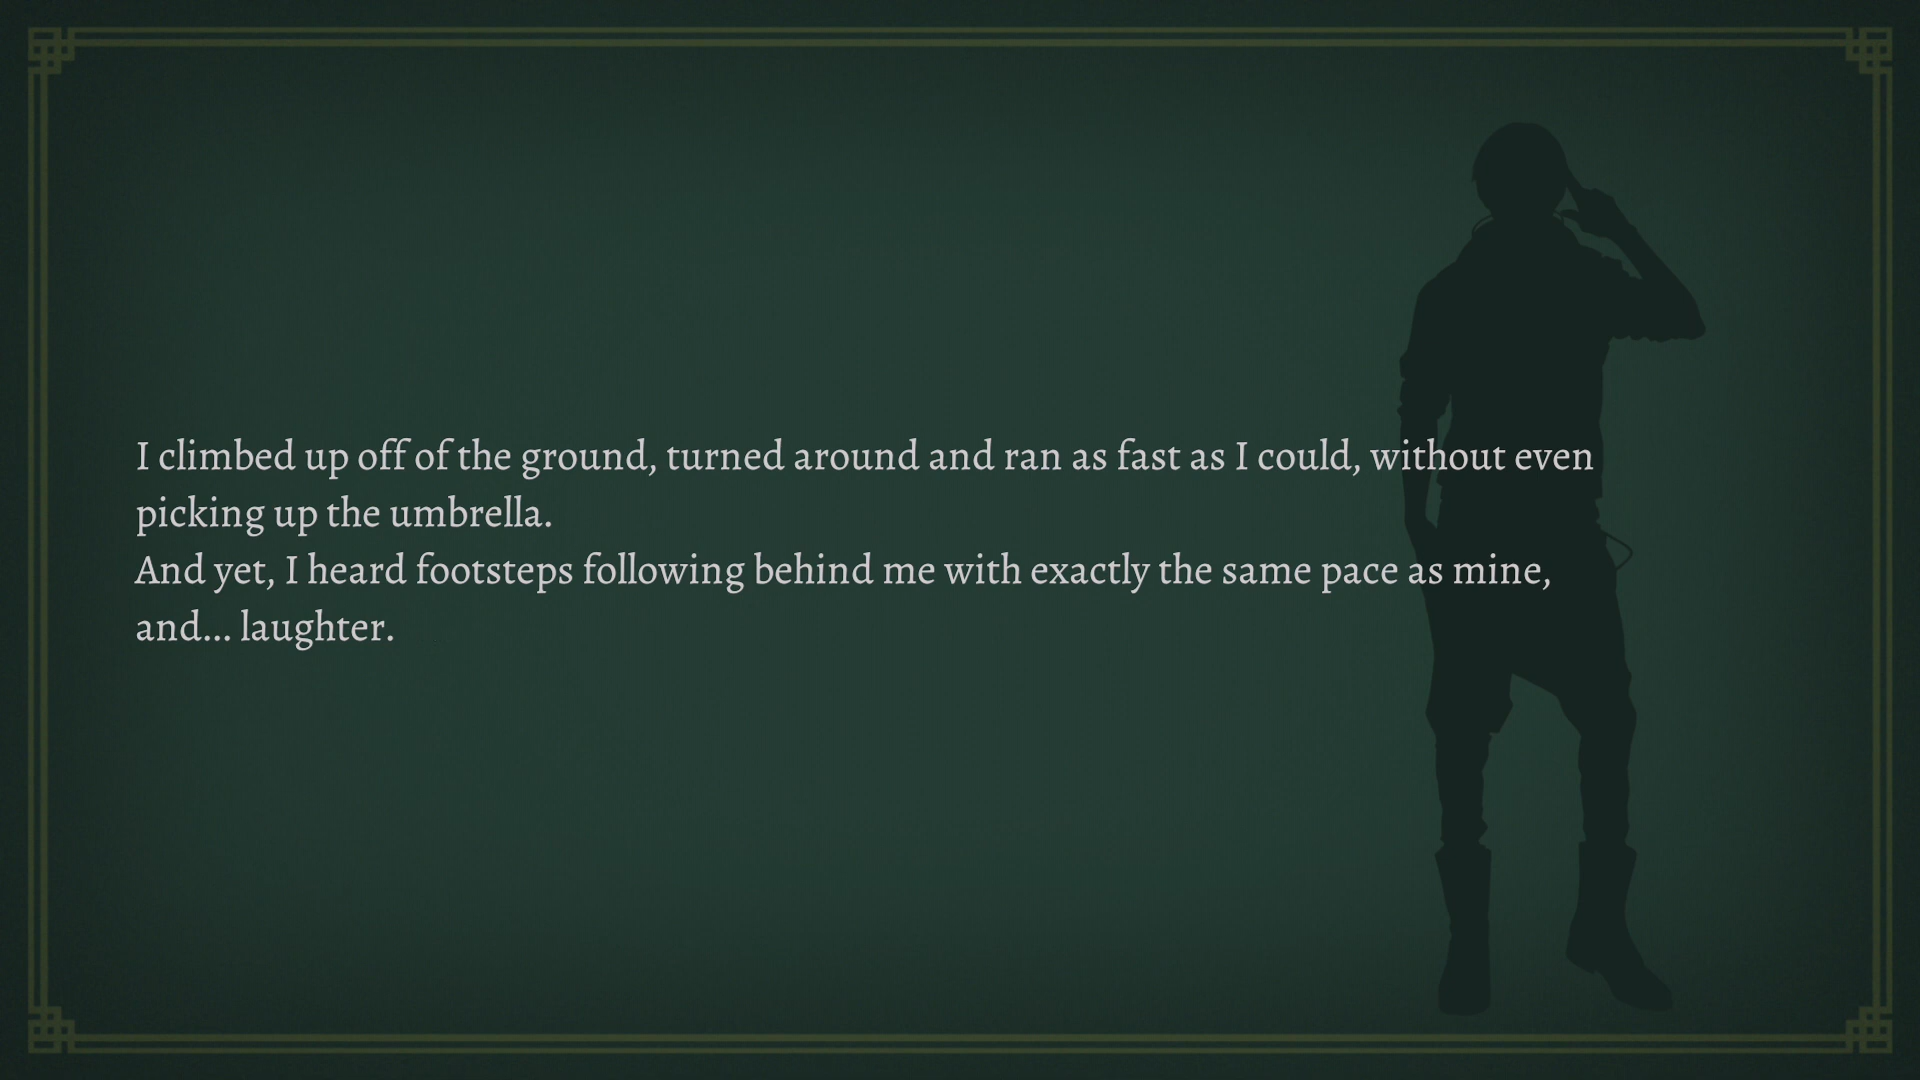 I climbed up off of the ground, turned around and ran as fast as I could, without even
picking up the umbrella.
And yet, I heard footsteps following behind me with exactly the same pace as mine,
and... laughter.